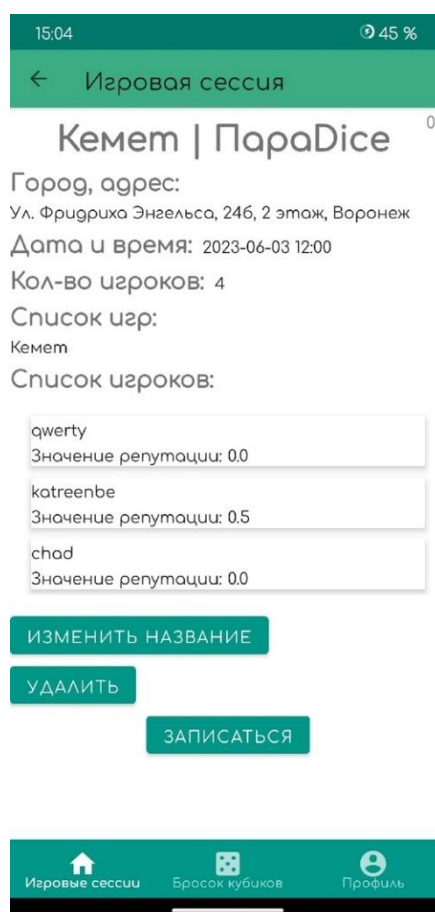 15:04 45 %
Игровая сессия
0
Кемет | ПараDice
Город, адрес:
Ул. Фридриха Энгельса, 24б, 2 этаж, Воронеж
Дата и время: 2023-06-03 12:00
Кол-во игроков: 4
Список игр:
Кемет
Список игроков:
qwerty
Значение репутации: 0.0
katreenbe
Значение репутации: 0.5
chad
Значение репутации: 0.0
ИЗМЕНИТЬ НАЗВАНИЕ
УДАЛИТЬ
ЗАПИСАТЬСЯ
Игровые сессии Бросок кубиков Профиль